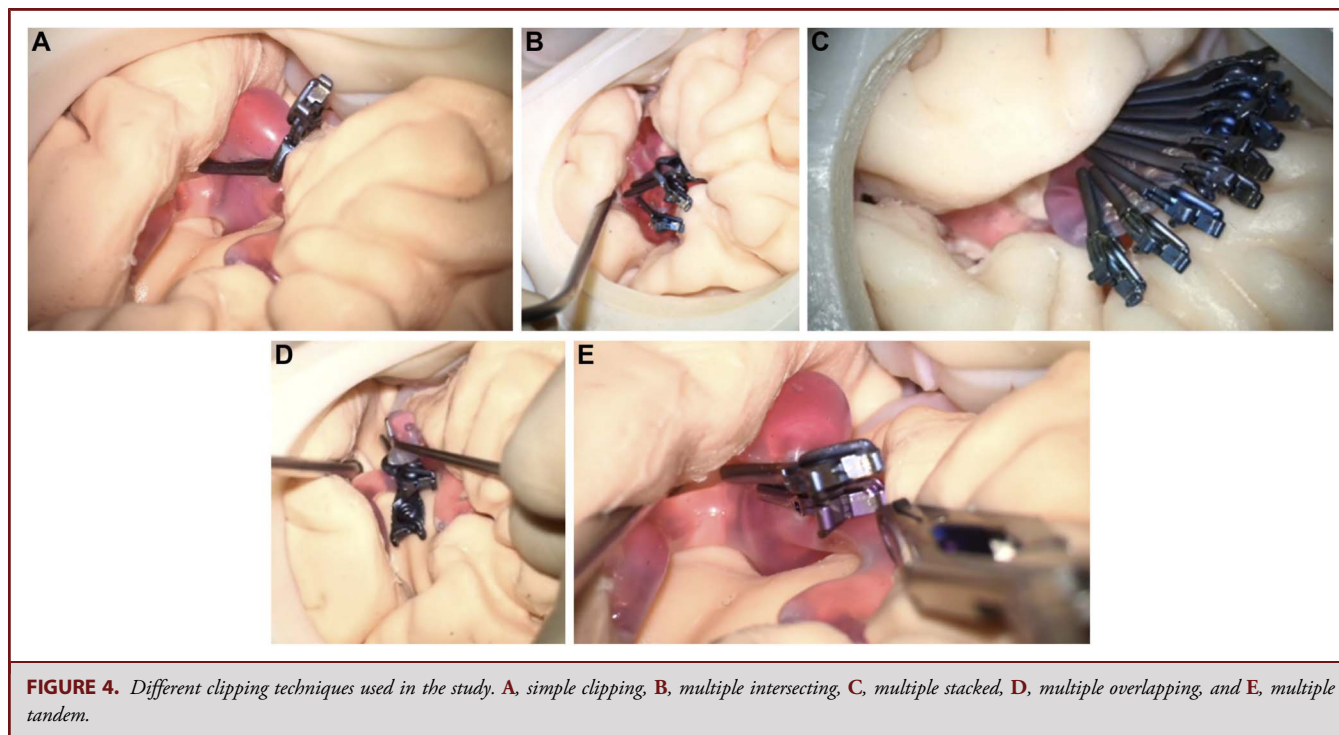 A
B
C
D
E
FIGURE 4. Different clipping techniques used in the study. A, simple clipping, B, multiple intersecting, C, multiple stacked, D, multiple overlapping, and E, multiple
tandem.